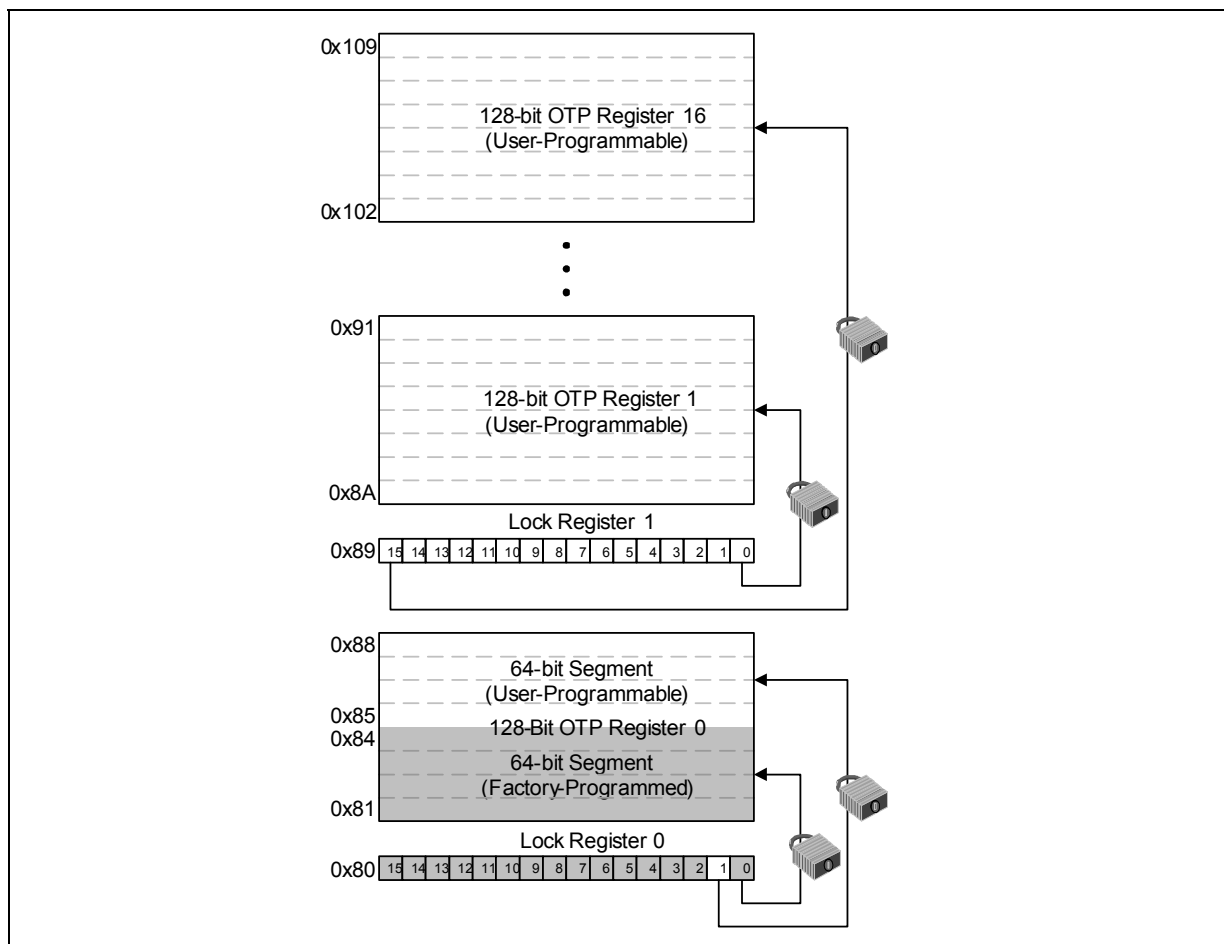 0x109
128-bit OTP Register 16
(User-Programmable)
0x102
0x91
128-bit OTP Register 1
(User-Programmable)
0x8A
Lock Register 1
0x89 15 14 13 12 11 10 9 8 7 6 5 4 3 2 1 0
0x88
64-bit Segment
(User-Programmable)
0x85
128-Bit OTP Register 0
0x84
64-bit Segment
(Factory-Programmed)
0x81
Lock Register 0
0x80 15 14 13 12 11 10 9 8 7 6 5 4 3 2 1 0